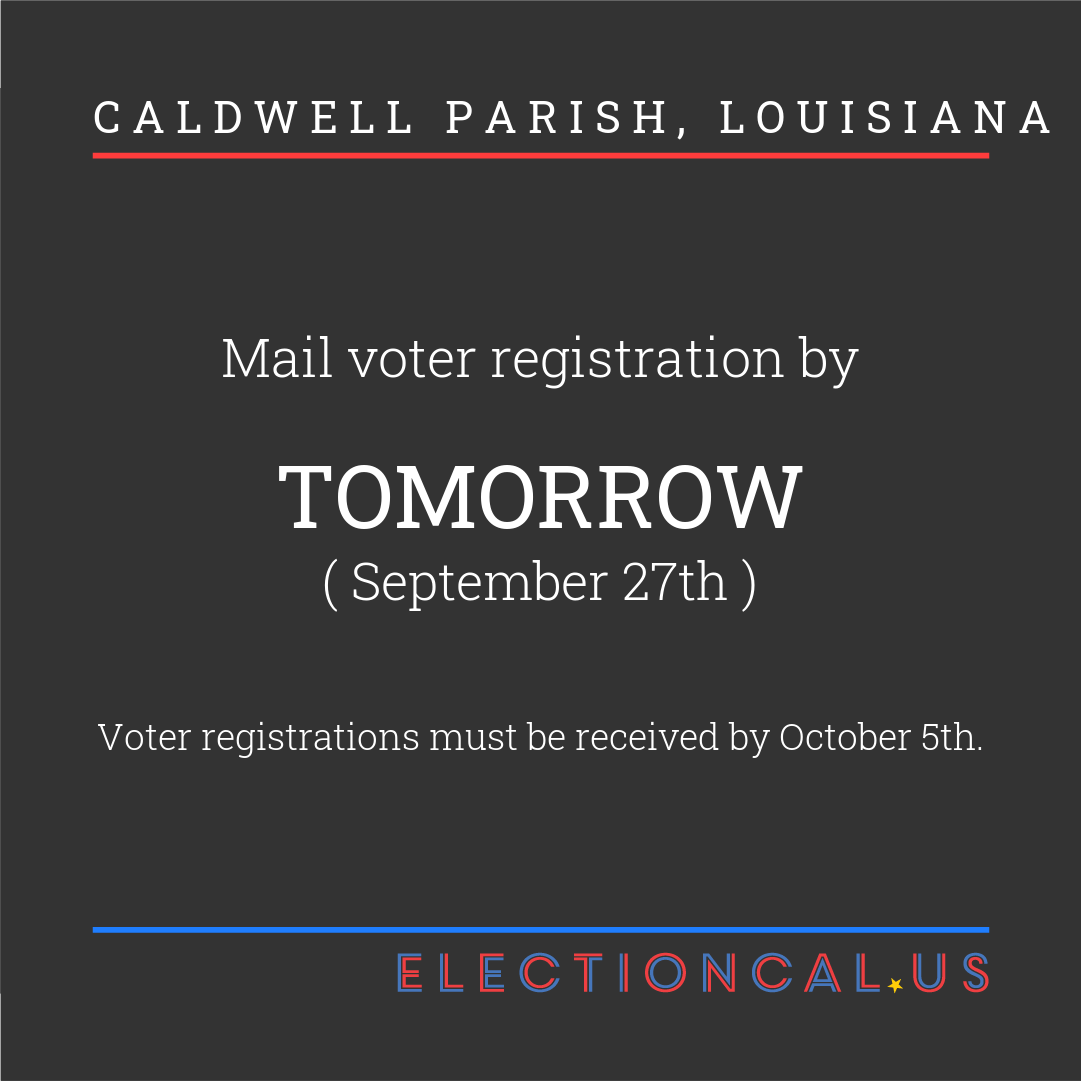 CALDWELL PARISH, LOUISIANA
Mail voter registration by
TOMORROW
( September 27th )
Voter registrations must be received by October 5th.
ELECTIONCAL.US